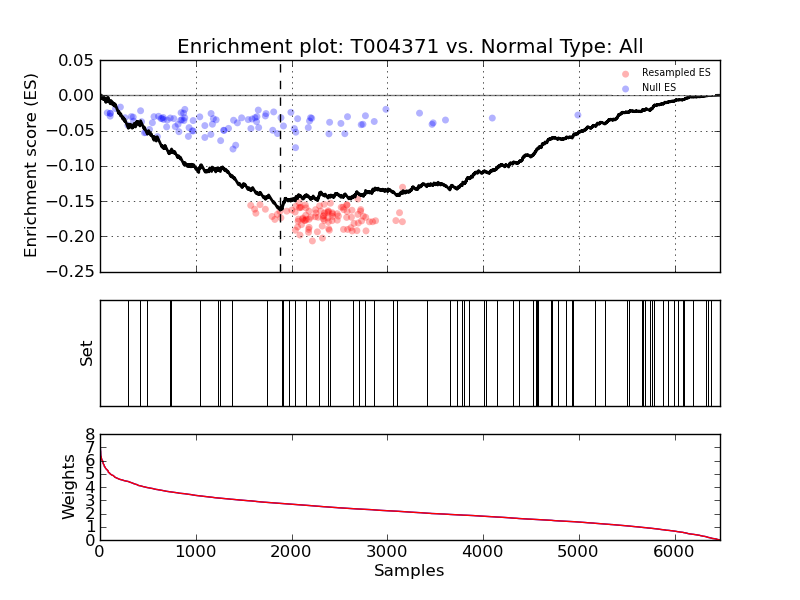 Enrichment plot: T004371 vs. Normal Type: All
Enrichment score (ES)
0.05
0.00
−0.05
−0.10
−0.15
−0.20
−0.25
Resampled ES
Null ES
Set
Weights
8
7
6
5
4
3
2
1
0
0 1000 2000 3000 4000 5000 6000
Samples